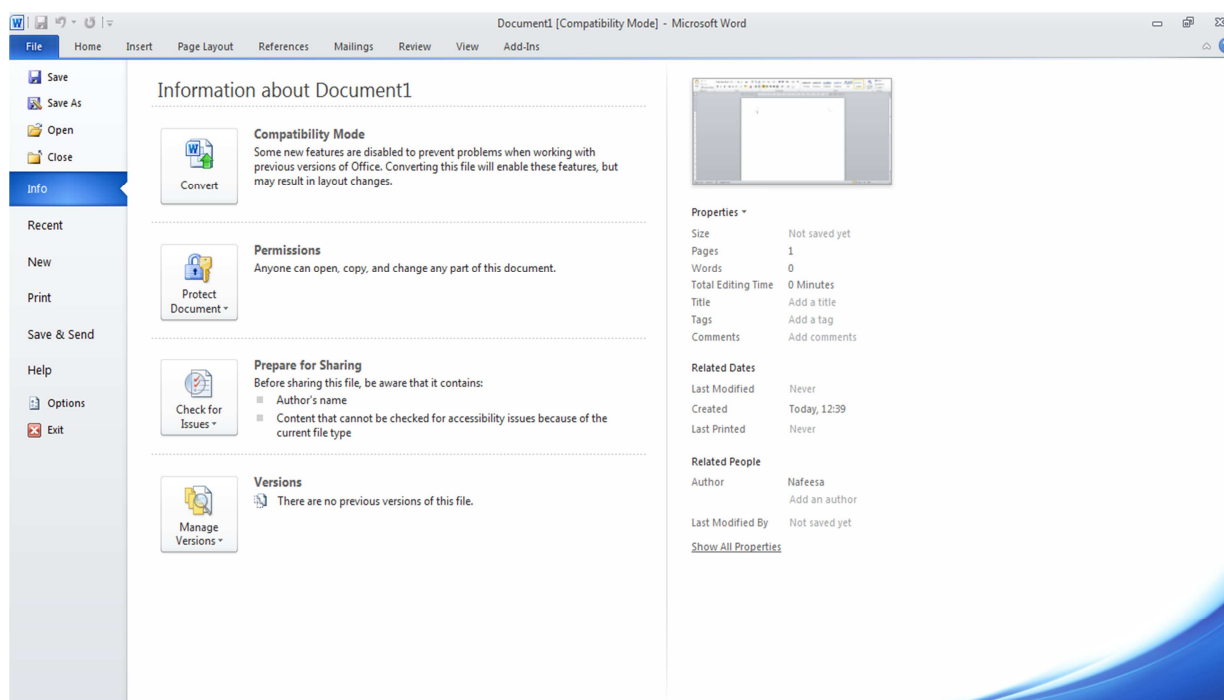 Document1 [Compatibility Mode] - Microsoft Word
File Home Insert Page Layout References Mailings Review View Add-Ins
Save
Save As
Open
Close
Info
Recent
New
Print
Save & Send
Help
Options
Exit
Information about Document1
Convert
Compatibility Mode
Some new features are disabled to prevent problems when working with
previous versions of Office. Converting this file will enable these features, but
may result in layout changes.
Protect
Document
Permissions
Anyone can open, copy, and change any part of this document.
Check for
Issues
Prepare for Sharing
Before sharing this file, be aware that it contains:
Author's name
Content that cannot be checked for accessibility issues because of the
current file type
Manage
Versions
Versions
There are no previous versions of this file.
Properties
Size Not saved yet
Pages 1
Words 0
Total Editing Time 0 Minutes
Title Add a title
Tags Add a tag
Comments Add comments
Related Dates
Last Modified Never
Created Today, 12:39
Last Printed Never
Related People
Author Nafeesa
Add an author
Last Modified By Not saved yet
Show All Properties